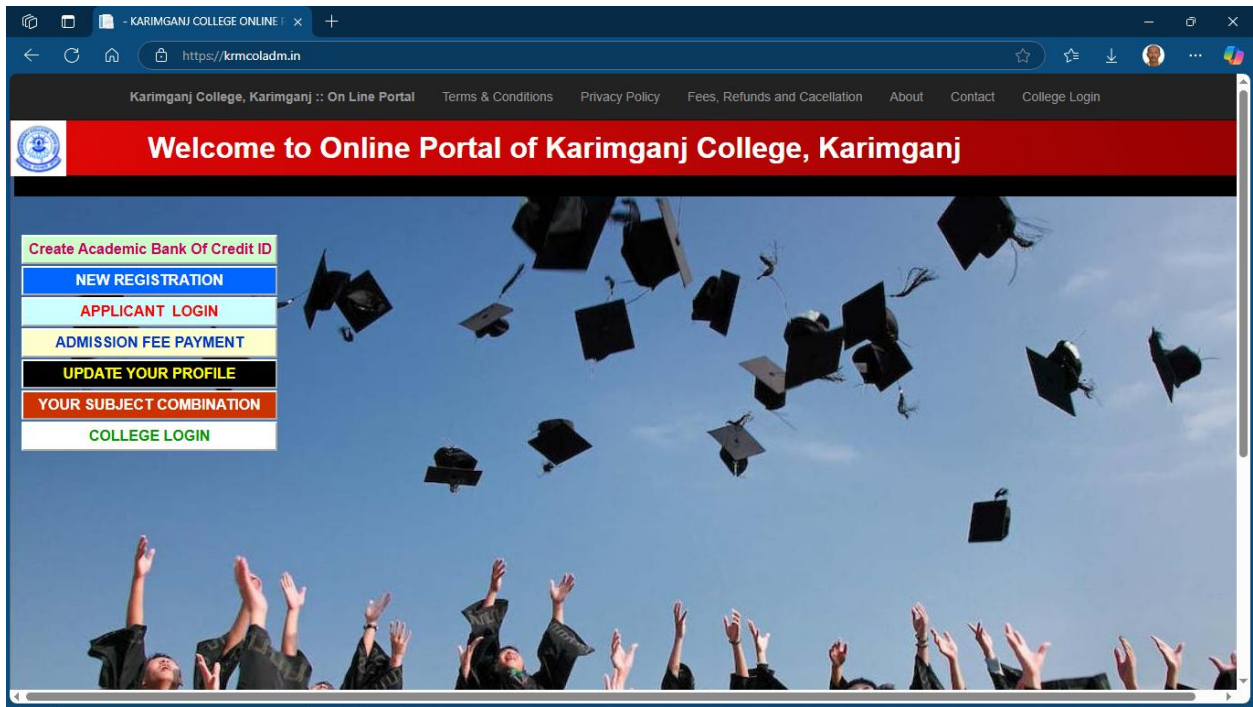 - KARIMGANJ COLLEGE ONLINE
https://krmcoladm.in
Karimganj College, Karimganj :: On Line Portal Terms & Conditions Privacy Policy Fees, Refunds and Cacellation About Contact College Login
Welcome to Online Portal of Karimganj College, Karimganj
Create Academic Bank Of Credit ID
NEW REGISTRATION
APPLICANT LOGIN
ADMISSION FEE PAYMENT
UPDATE YOUR PROFILE
YOUR SUBJECT COMBINATION
COLLEGE LOGIN